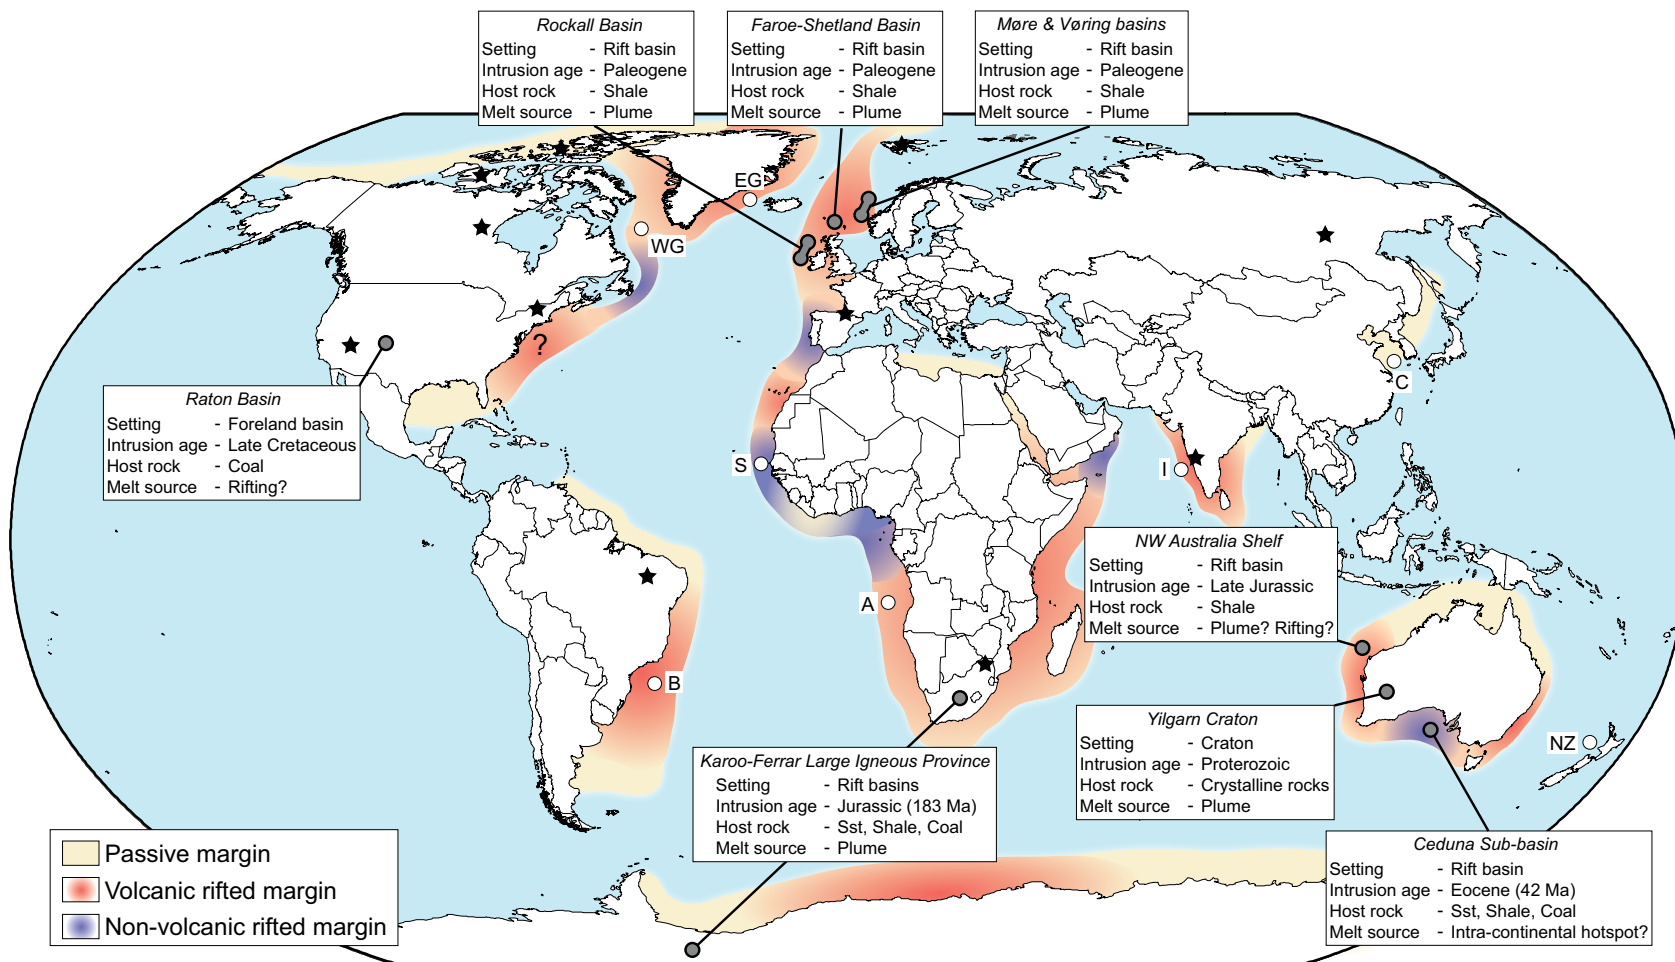 Rockall Basin
Setting - Rift basin
Intrusion age - Paleogene
Host rock - Shale
Melt source - Plume
Faroe-Shetland Basin
Setting - Rift basin
Intrusion age - Paleogene
Host rock - Shale
Melt source - Plume
Møre & Vøring basins
Setting - Rift basin
Intrusion age - Paleogene
Host rock - Shale
Melt source - Plume
EG
WG
?
C
Raton Basin
Setting - Foreland basin
Intrusion age - Late Cretaceous
Host rock - Coal
Melt source - Rifting?
S
I
NW Australia Shelf
Setting - Rift basin
Intrusion age - Late Jurassic
Host rock - Shale
Melt source - Plume? Rifting?
A
B
Yilgarn Craton
Setting - Craton
Intrusion age - Proterozoic
Host rock - Crystalline rocks
Melt source - Plume
NZ
Karoo-Ferrar Large Igneous Province
Setting - Rift basins
Intrusion age - Jurassic (183 Ma)
Host rock - Sst, Shale, Coal
Melt source - Plume
Ceduna Sub-basin
Setting - Rift basin
Intrusion age - Eocene (42 Ma)
Host rock - Sst, Shale, Coal
Melt source - Intra-continental hotspot?
Passive margin
Volcanic rifted margin
Non-volcanic rifted margin